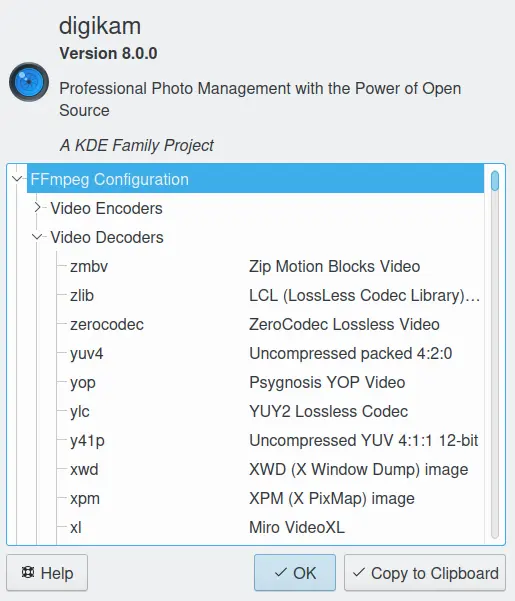 digikam
Version 8.0.0
Professional Photo Management with the Power of Open
Source
A KDE Family Project
FFmpeg Configuration
Video Encoders
Video Decoders
zmbv Zip Motion Blocks Video
zlib LCL (LossLess Codec Library)...
zerocodec ZeroCodec Lossless Video
yuv4 Uncompressed packed 4:2:0
yop Psygnosis YOP Video
ylc YUY2 Lossless Codec
y41p Uncompressed YUV 4:1:1 12-bit
xwd XWD (X Window Dump) image
xpm XPM (X PixMap) image
xl Miro VideoXL
Help OK Copy to Clipboard